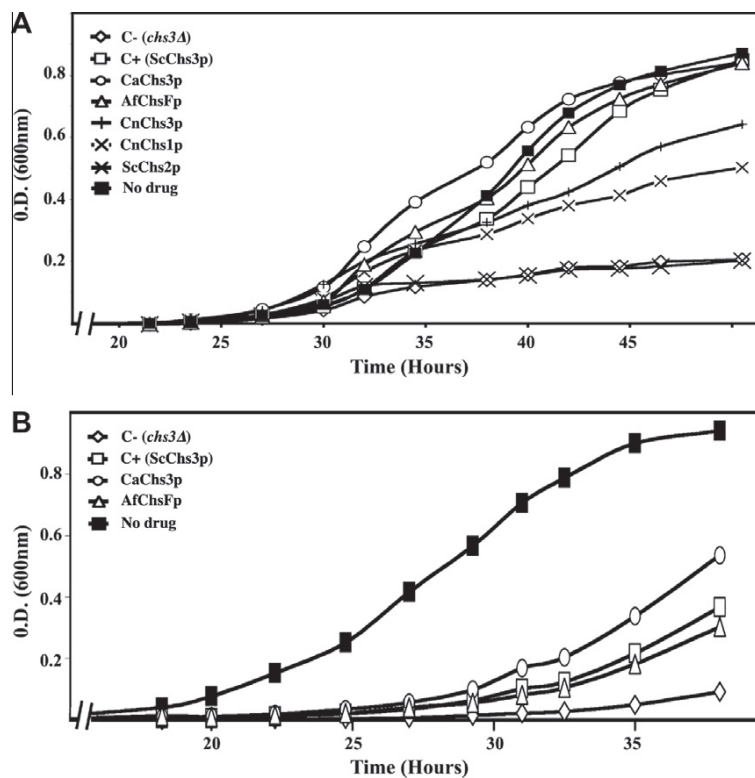 A
0.D. (600nm)
0.8
0.6
0.4
0.2
C- (chs3Δ)
C+ (ScChs3p)
CaChs3p
AfChsFp
CnChs3p
CnChs1p
ScChs2p
No drug
20 25 30 35 40 45
Time (Hours)
B
0.D. (600nm)
0.8
0.6
0.4
0.2
C- (chs3Δ)
C+ (ScChs3p)
CaChs3p
AfChsFp
No drug
20 25 30 35
Time (Hours)